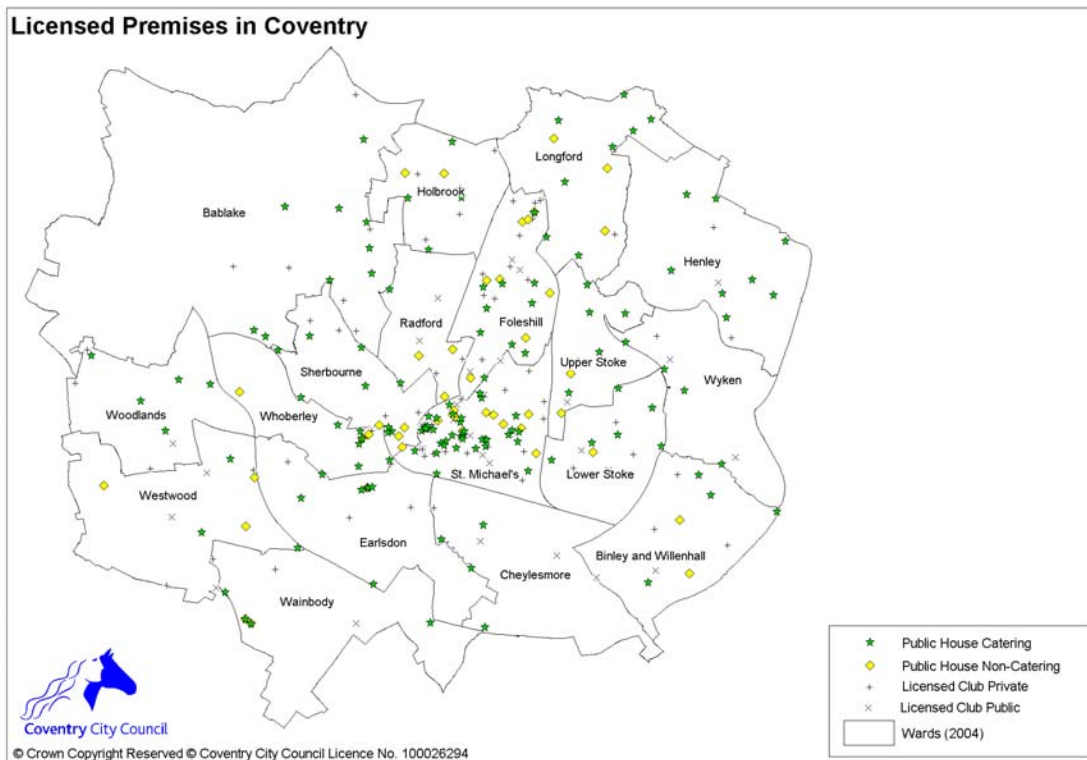 Licensed Premises in Coventry
Longford
Holbrook
Bablake
Henley
Radford
Foleshill
Upper Stoke
Sherbourne
Wyken
Woodlands
Whoberley
St. Michael's
Lower Stoke
Westwood
Earlsdon
Binley and Willenhall
Cheylesmore
Wainbody
Public House Catering
Public House Non-Catering
Licensed Club Private
Licensed Club Public
Wards (2004)
Coventry City Council
© Crown Copyright Reserved © Coventry City Council Licence No. 100026294